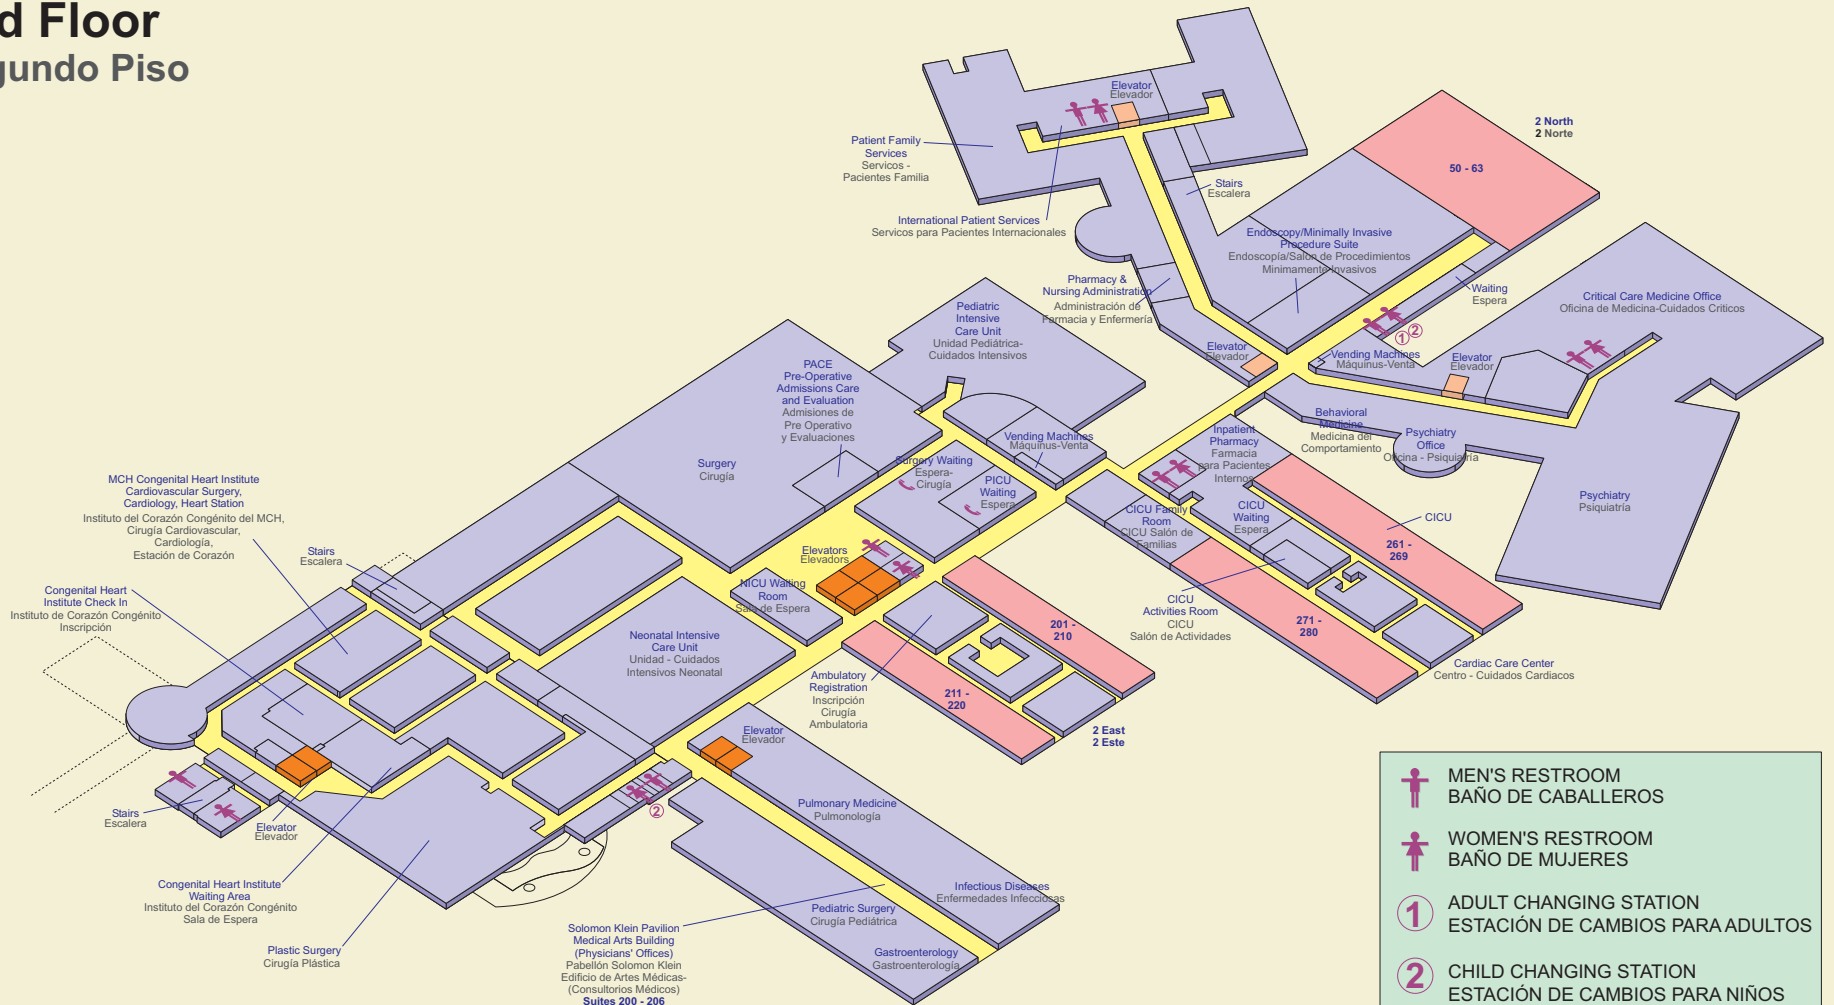 d Floor
gundo Piso
Elevator
Elevador
2 North
2 Norte
50 - 63
Patient Family
Services
Servicos -
Pacientes Familia
Stairs
Escalera
International Patient Services
Servicos para Pacientes Internacionales
Endoscopy/Minimally Invasive
Procedure Suite
Endoscopía/Salon de Procedimientos
Minimamente Invasivos
Pharmacy &
Nursing Administration
Administración de
Farmacia y Enfermería
Waiting
Espera
Critical Care Medicine Office
Oficina de Medicina-Cuidados Criticos
1
2
Pediatric
Intensive
Care Unit
Unidad Pediátrica-
Cuidados Intensivos
Elevator
Elevador
Vending Machines
Máquinus-Venta
Elevator
Elevador
PACE
Pre-Operative
Admissions Care
and Evaluation
Admisiones de
Pre Operativo
y Evaluaciones
Behavioral
Medicine
Medicina del
Comportamiento
Psychiatry
Office
Oficina - Psiquiatría
Inpatient
Pharmacy
Farmacia
para Pacientes
Internos
Vending Machines
Máquinus-Venta
Surgery
Cirugía
Surgery Waiting
Espera-
Cirugía
PICU
Waiting
Espera
Psychiatry
Psiquiatría
MCH Congenital Heart Institute
Cardiovascular Surgery,
Cardiology, Heart Station
Instituto del Corazón Congénito del MCH,
Cirugía Cardiovascular,
Cardiología,
Estación de Corazón
CICU Family
Room
CICU Salón de
Familias
CICU
Waiting
Espera
CICU
261 -
269
Stairs
Escalera
Elevators
Elevadors
Congenital Heart
Institute Check In
Instituto de Corazón Congénito
Inscripción
NICU Waiting
Room
Sala de Espera
CICU
Activities Room
CICU
Salón de Actividades
271 -
280
Neonatal Intensive
Care Unit
Unidad - Cuidados
Intensivos Neonatal
201 -
210
Cardiac Care Center
Centro - Cuidados Cardiacos
Ambulatory
Registration
Inscripción
Cirugía
Ambulatoria
211 -
220
2 East
2 Este
Elevator
Elevador
Stairs
Escalera
Elevator
Elevador
2
Pulmonary Medicine
Pulmonología
Congenital Heart Institute
Waiting Area
Instituto del Corazón Congénito
Sala de Espera
Infectious Diseases
Enfermedades Infecciosas
Pediatric Surgery
Cirugía Pediátrica
Plastic Surgery
Cirugía Plástica
Solomon Klein Pavilion
Medical Arts Building
(Physicians' Offices)
Pabellón Solomon Klein
Edificio de Artes Médicas-
(Consultorios Médicos)
Suites 200 - 206
Gastroenterology
Gastroenterología
MEN'S RESTROOM
BAÑO DE CABALLEROS
WOMEN'S RESTROOM
BAÑO DE MUJERES
1
ADULT CHANGING STATION
ESTACIÓN DE CAMBIOS PARA ADULTOS
2
CHILD CHANGING STATION
ESTACIÓN DE CAMBIOS PARA NIÑOS